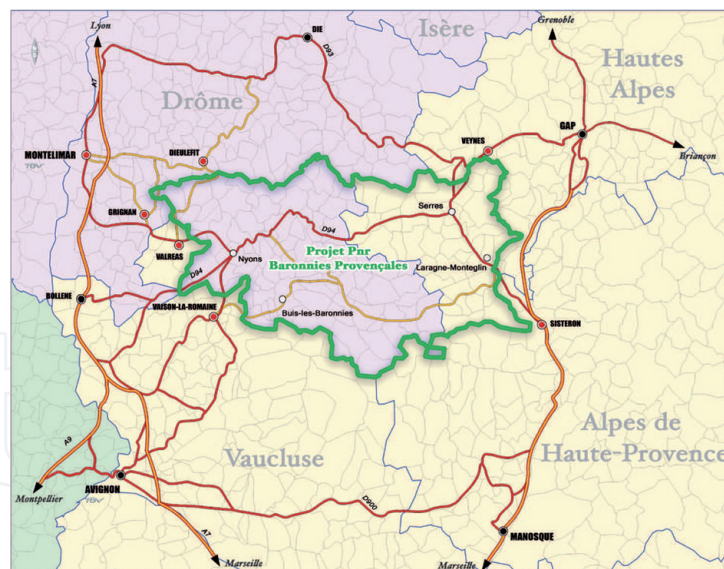 Lyon
Isère
Grenoble
DIE
D93
Hautes
Alpes
A7
Drôme
GAP
MONTELIMAR
TGV
DIEULEFIT
VEYNES
Briançon
GRIGNAN
Serres
VALREAS
D94
Nyons
Projet Pnr
Baronnies Provençales
Laragne-Monteglin
D94
BOLLENE
VAISON-LA-ROMAINE
Buis-les-Baronnies
SISTERON
Alpes de
Haute-Provence
A9
Vaucluse
Montpellier
AVIGNON
TGV
D900
A7
MANOSQUE
Marseille
Marseille